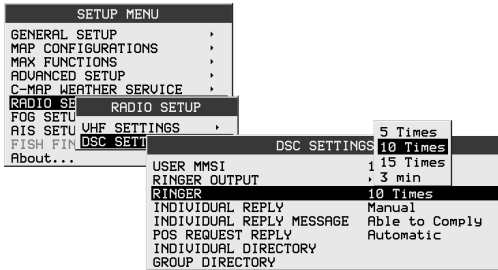 SETUP MENU
GENERAL SETUP
MAP CONFIGURATIONS
MAX FUNCTIONS
ADVANCED SETUP
C-MAP WEATHER SERVICE
RADIO SE
FOG SETU
AIS SETU
FISH FIN
About...
RADIO SETUP
VHF SETTINGS
DSC SETT
DSC SETTINGS
USER MMSI 1
RINGER OUTPUT
RINGER 10 Times
INDIVIDUAL REPLY Manual
INDIVIDUAL REPLY MESSAGE Able to Comply
POS REQUEST REPLY Automatic
INDIVIDUAL DIRECTORY
GROUP DIRECTORY
5 Times
10 Times
15 Times
3 min